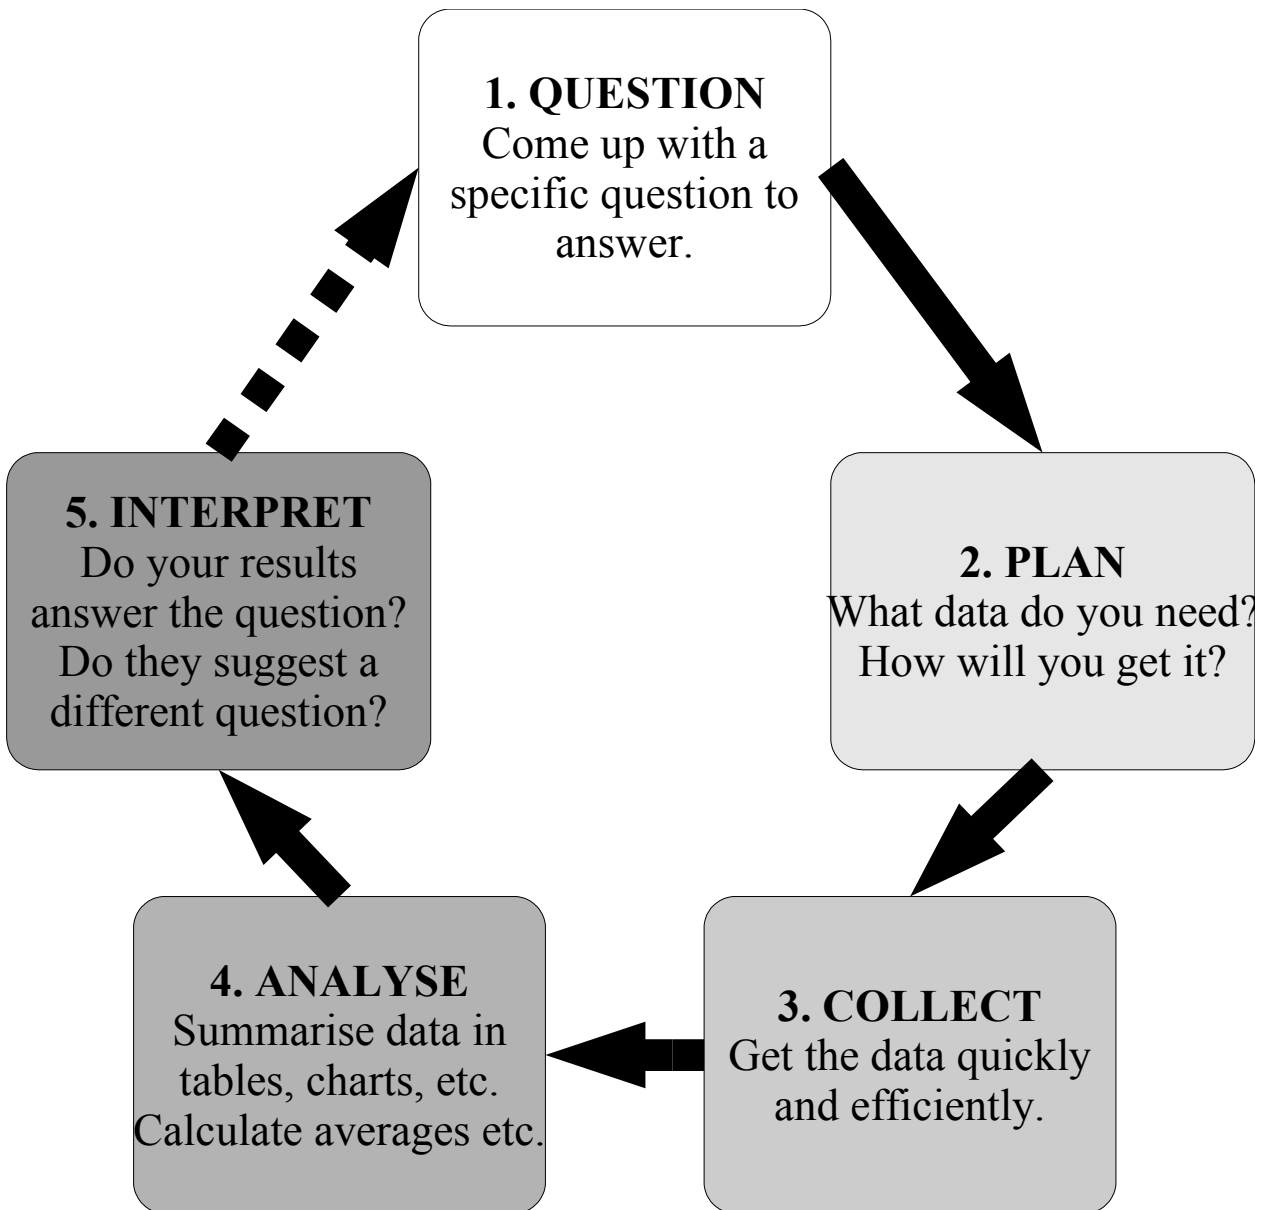 1. QUESTION
Come up with a
specific question to
answer.
2. PLAN
What data do you need?
How will you get it?
3. COLLECT
Get the data quickly
and efficiently.
4. ANALYSE
Summarise data in
tables, charts, etc.
Calculate averages etc.
5. INTERPRET
Do your results
answer the question?
Do they suggest a
different question?